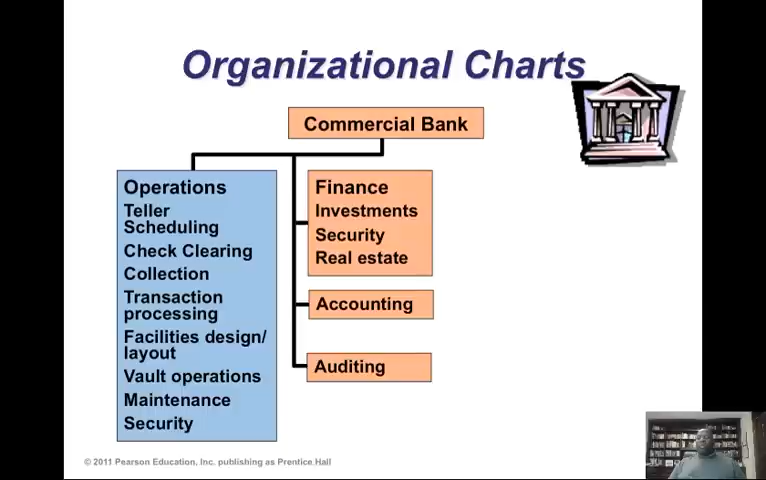 Organizational Charts
Commercial Bank
Operations
Teller
Scheduling
Check Clearing
Collection
Transaction
processing
Facilities design/
layout
Vault operations
Maintenance
Security
Finance
Investments
Security
Real estate
Accounting
Auditing
© 2011 Pearson Education, Inc. publishing as Prentice Hall